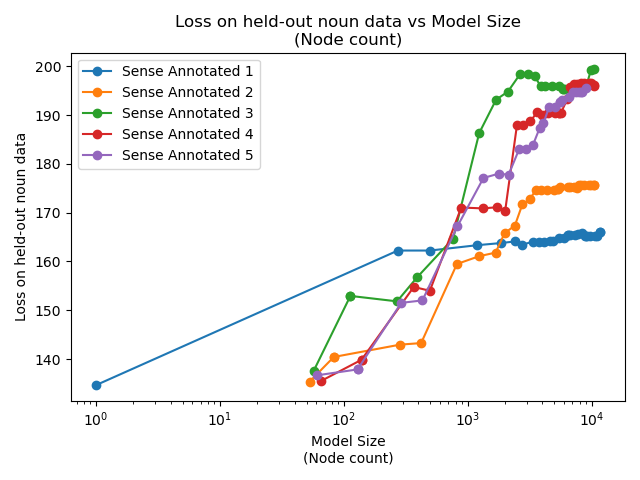 Loss on held-out noun data vs Model Size
(Node count)
Sense Annotated 1
Sense Annotated 2
Sense Annotated 3
Sense Annotated 4
Sense Annotated 5
Loss on held-out noun data
200
190
180
170
160
150
140
10⁰
10¹
10²
10³
10⁴
Model Size
(Node count)